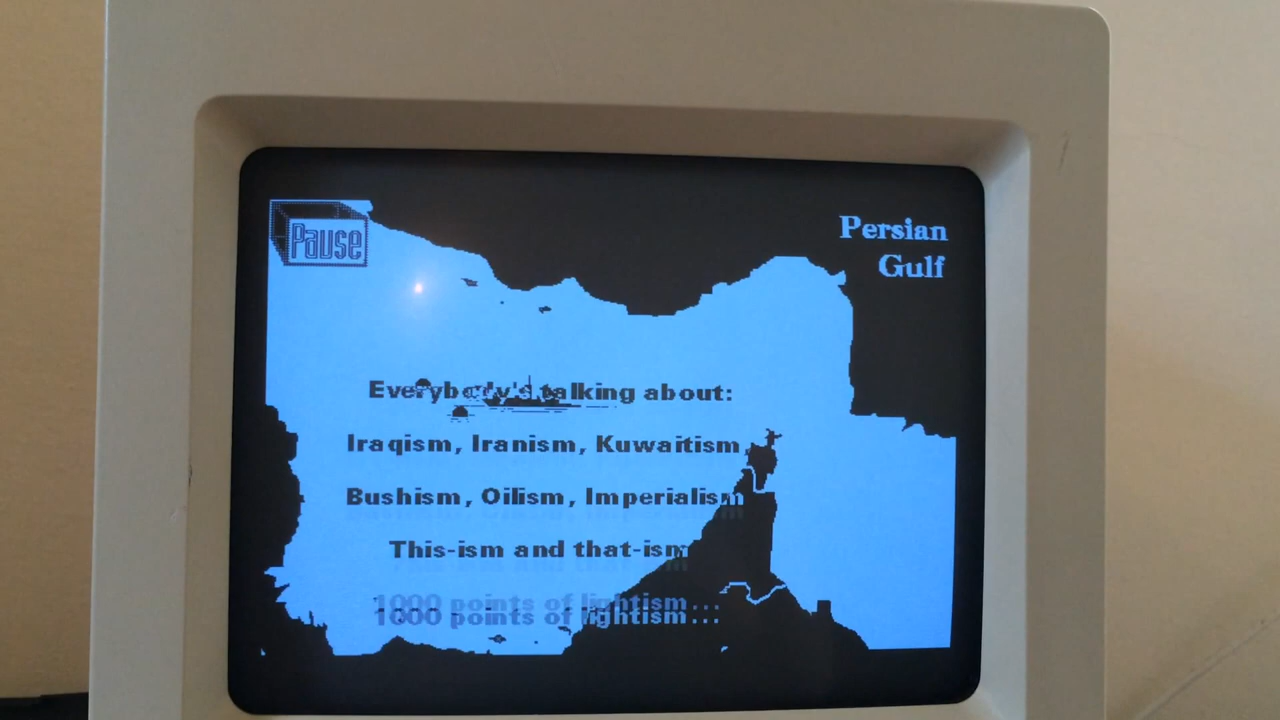 Pause
Persian
Gulf
Everybody's talking about:
Iraqism, Iranism, Kuwaitism,
Bushism, Oilism, Imperialism
This-ism and that-ism
1000 points of lightism...